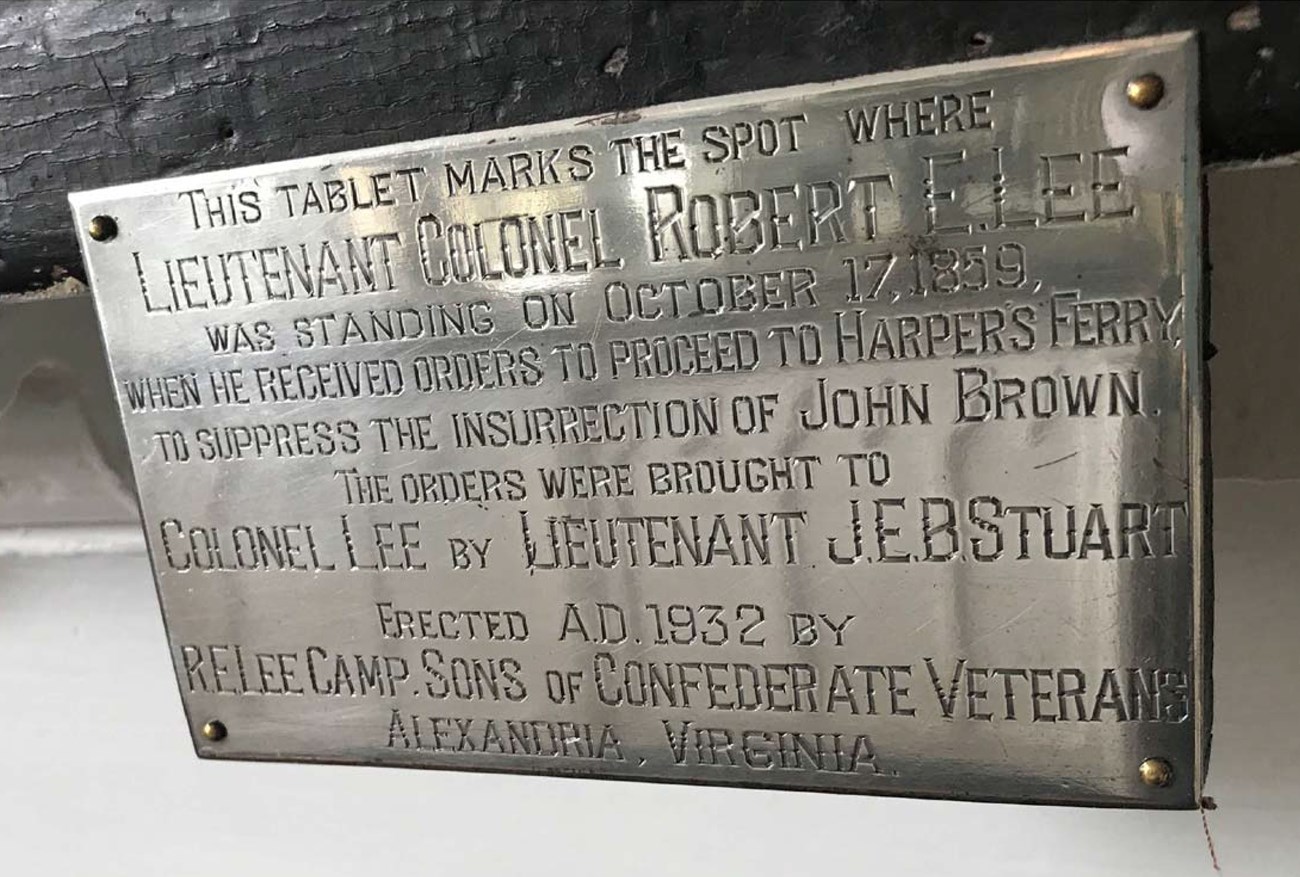 THIS TABLET MARKS THE SPOT WHERE
LIEUTENANT COLONEL ROBERT E. LEE
WAS STANDING ON OCTOBER 17, 1859,
WHEN HE RECEIVED ORDERS TO PROCEED TO HARPER'S FERRY,
TO SUPPRESS THE INSURRECTION OF JOHN BROWN.
THE ORDERS WERE BROUGHT TO
COLONEL LEE BY LIEUTENANT J.E.B. STUART
ERECTED A.D. 1932 BY
R.E. LEE CAMP. SONS OF CONFEDERATE VETERANS
ALEXANDRIA, VIRGINIA.